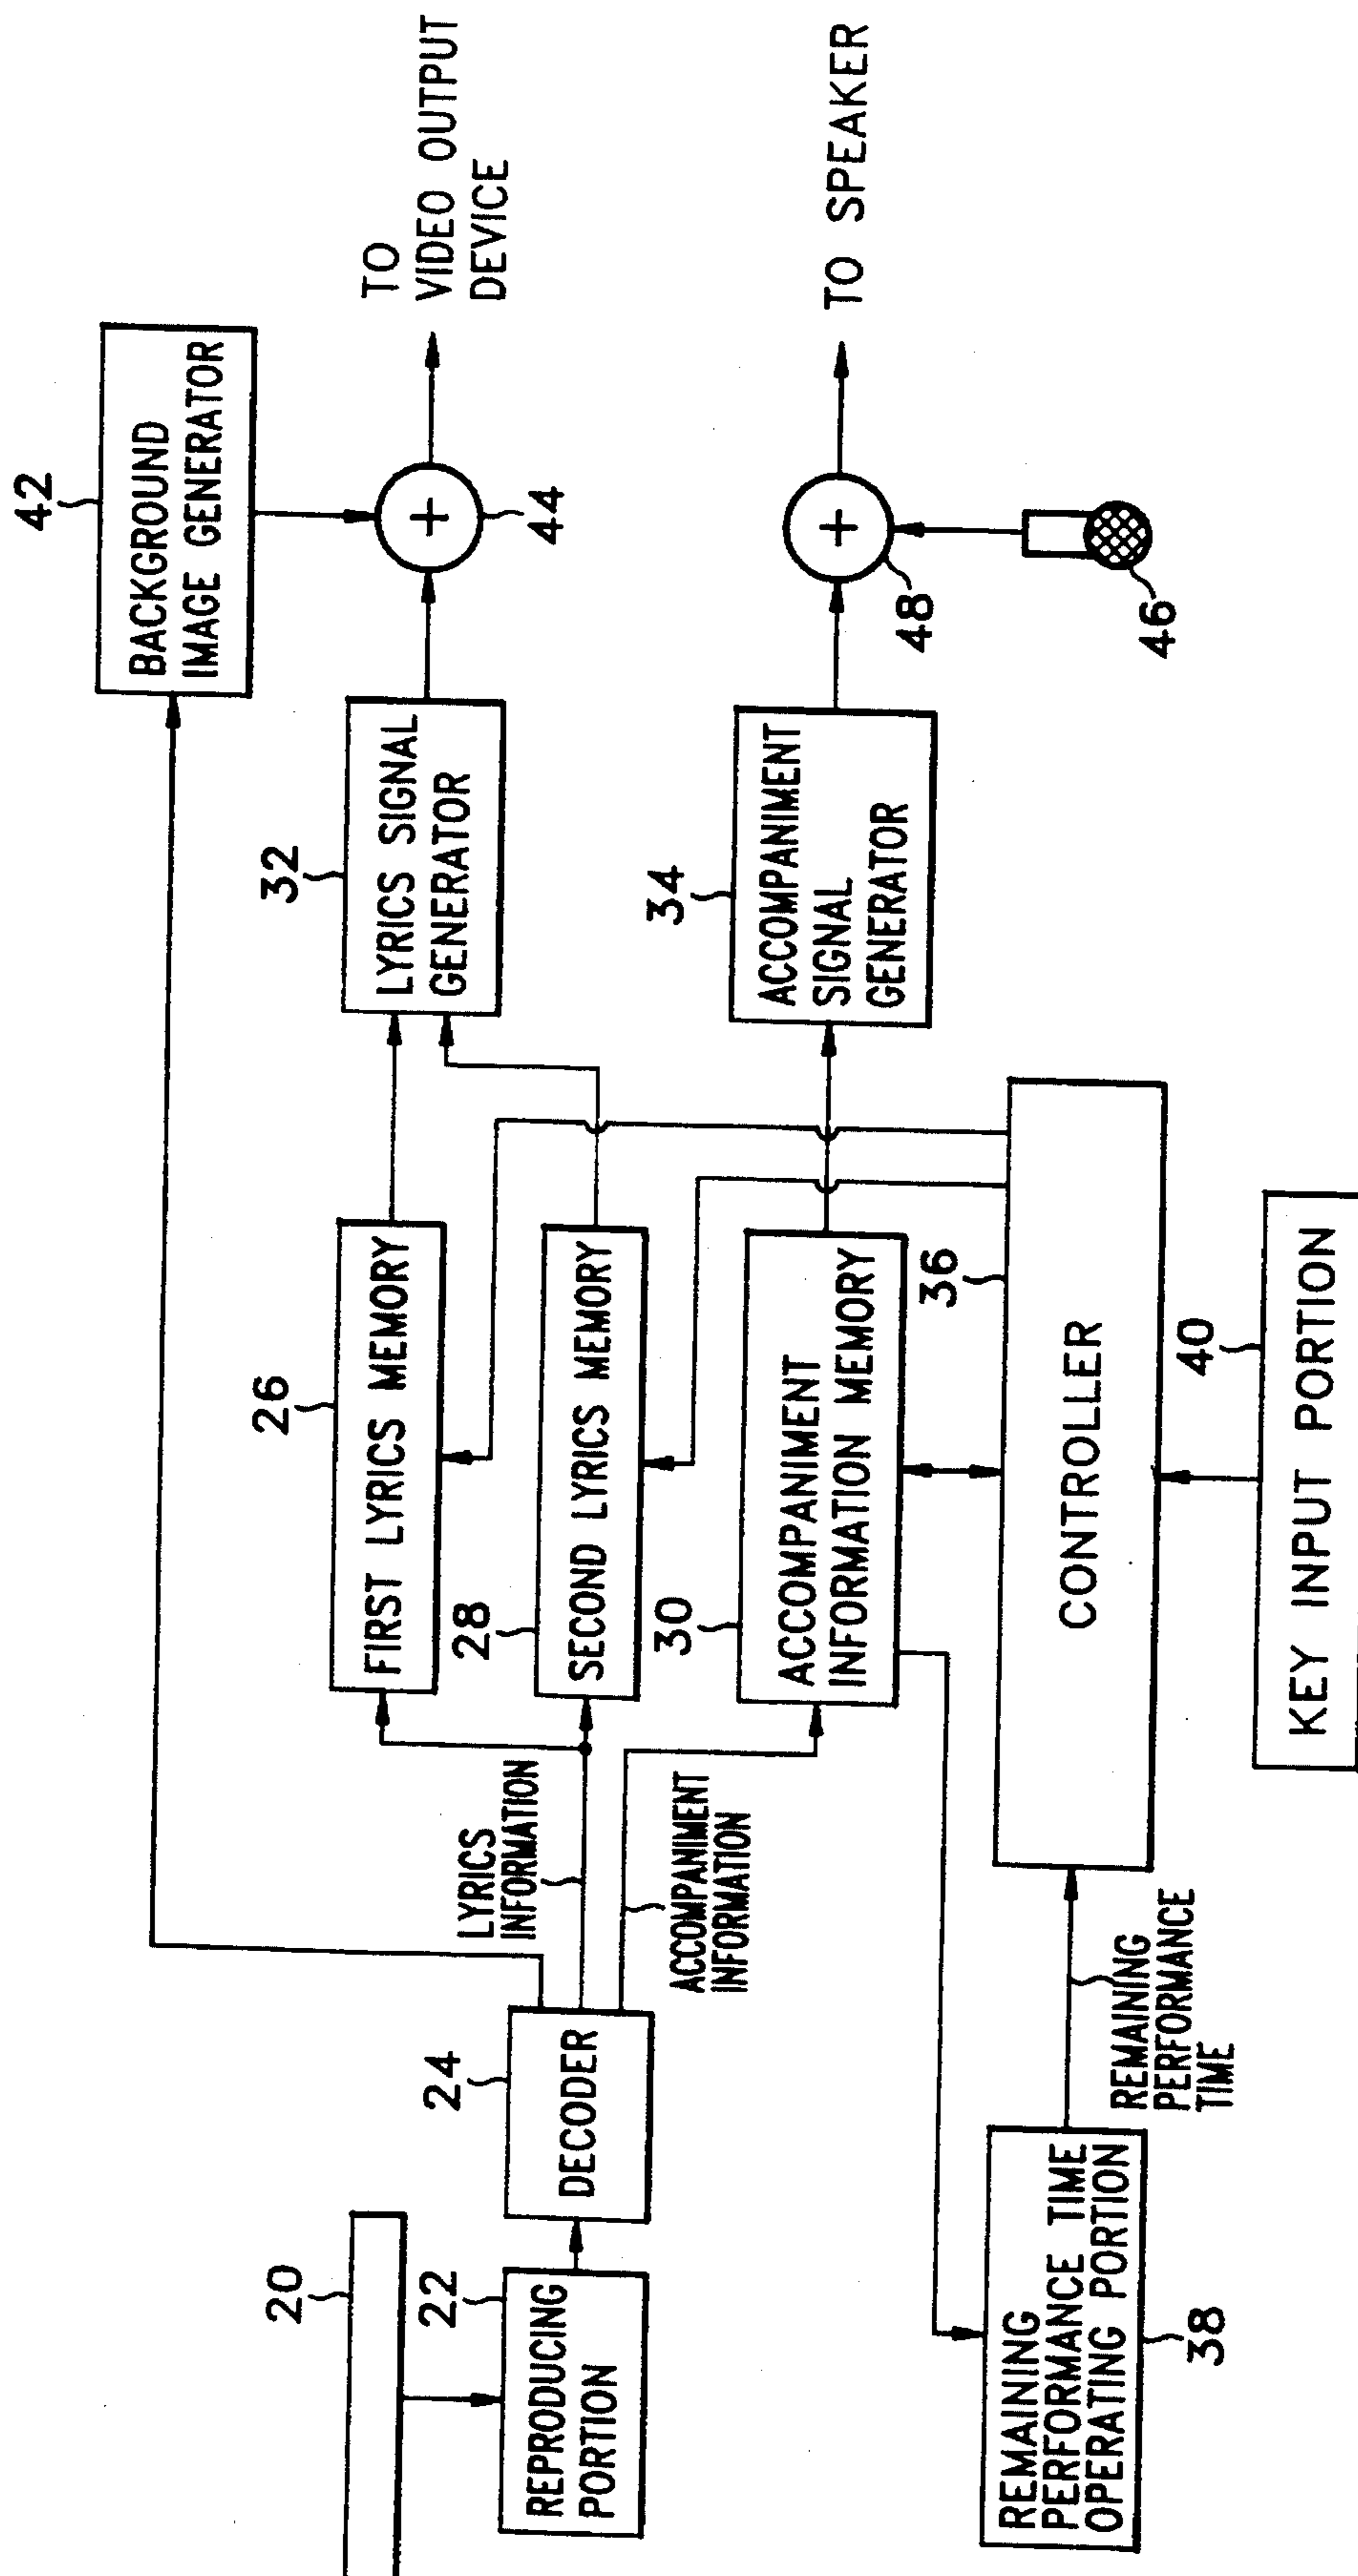 42
BACKGROUND
IMAGE GENERATOR
TO
VIDEO OUTPUT
DEVICE
44
32
LYRICS SIGNAL
GENERATOR
26
FIRST LYRICS MEMORY
20
22
REPRODUCING
PORTION
24
DECODER
LYRICS
INFORMATION
28
SECOND LYRICS MEMORY
ACCOMPANIMENT
INFORMATION
30
ACCOMPANIMENT
INFORMATION MEMORY
34
ACCOMPANIMENT
SIGNAL
GENERATOR
48
TO SPEAKER
46
REMAINING
PERFORMANCE TIME
OPERATING PORTION
38
REMAINING
PERFORMANCE
TIME
36
CONTROLLER
40
KEY INPUT PORTION